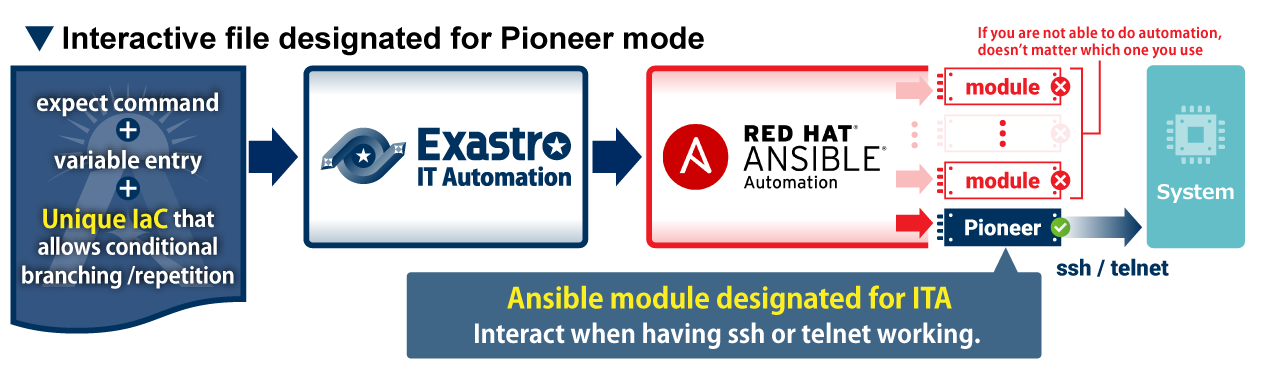 ▼ Interactive file designated for Pioneer mode
If you are not able to do automation,
doesn't matter which one you use
expect command
+
variable entry
+
Unique IaC that
allows conditional
branching /repetition
Exastro
IT Automation
RED HAT®
ANSIBLE®
Automation
module
module
Pioneer
System
ssh / telnet
Ansible module designated for ITA
Interact when having ssh or telnet working.